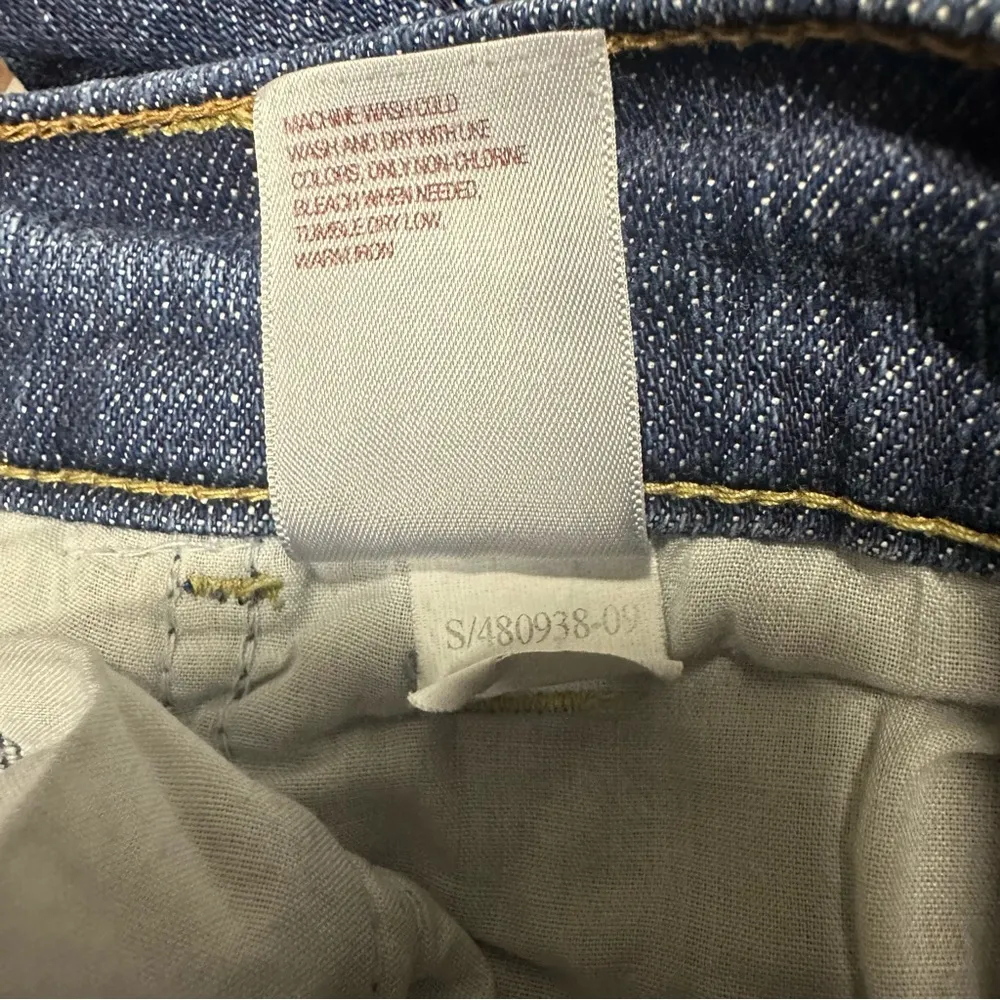 MACHINE WASH COLD
WASH AND DRY WITH LIKE
COLORS, ONLY NON-CHLORINE
BLEACH WHEN NEEDED,
TUMBLE DRY LOW
WARM IRON
S/480938-09